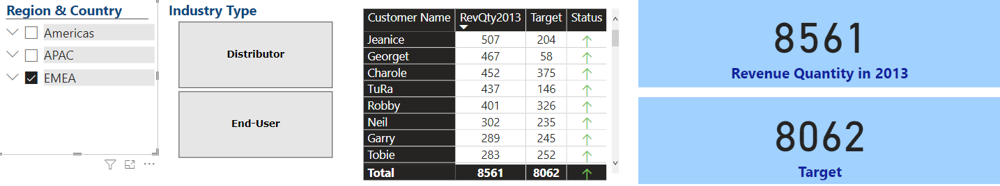 Region & Country
Americas
APAC
EMEA
Industry Type
Distributor
End-User
Customer Name RevQty2013 Target Status
Jeanice 507 204
Georget 467 58
Charole 452 375
TuRa 437 146
Robby 401 326
Neil 302 235
Garry 289 245
Tobie 283 252
Total 8561 8062
8561
Revenue Quantity in 2013
8062
Target